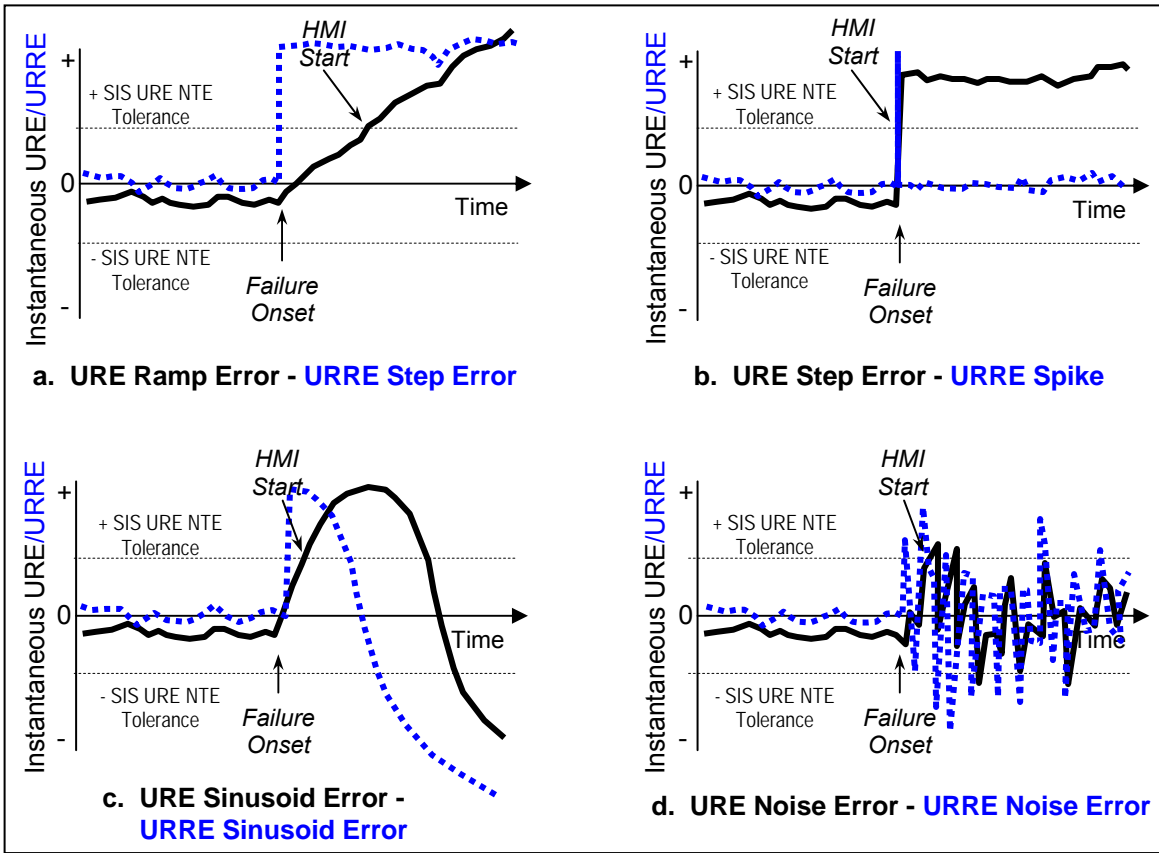 Instantaneous URE/URRE
+
0
-
+ SIS URE NTE
Tolerance
- SIS URE NTE
Tolerance
HMI
Start
Time
Failure
Onset
a. URE Ramp Error - URRE Step Error
Instantaneous URE/URRE
+
0
-
+ SIS URE NTE
Tolerance
- SIS URE NTE
Tolerance
HMI
Start
Time
Failure
Onset
b. URE Step Error - URRE Spike
Instantaneous URE/URRE
+
0
-
+ SIS URE NTE
Tolerance
- SIS URE NTE
Tolerance
HMI
Start
Time
Failure
Onset
c. URE Sinusoid Error -
URRE Sinusoid Error
Instantaneous URE/URRE
+
0
-
+ SIS URE NTE
Tolerance
- SIS URE NTE
Tolerance
HMI
Start
Time
Failure
Onset
d. URE Noise Error - URRE Noise Error